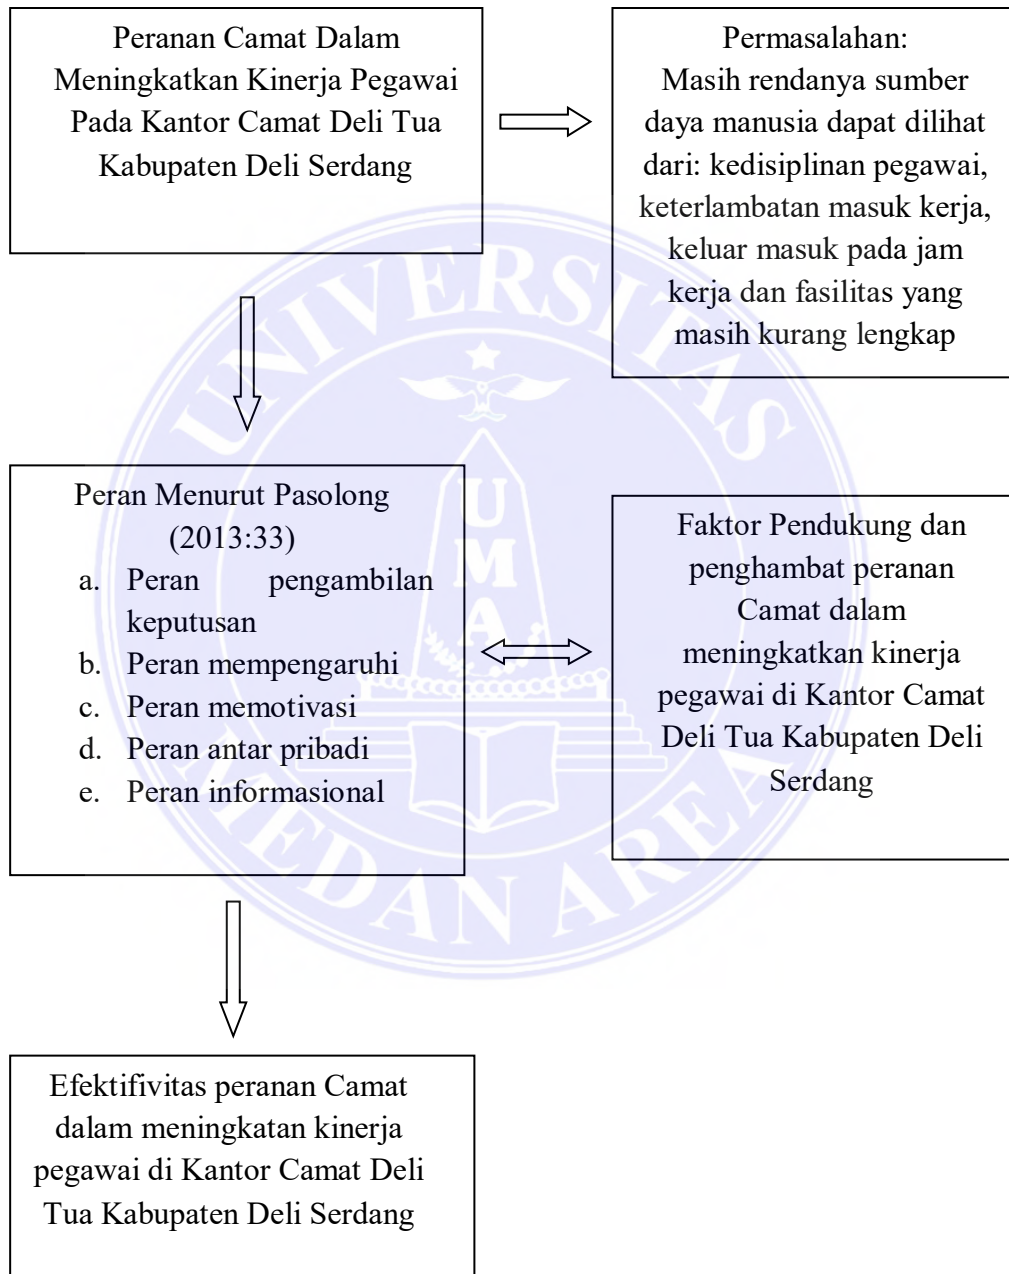 Peranan Camat Dalam
Meningkatkan Kinerja Pegawai
Pada Kantor Camat Deli Tua
Kabupaten Deli Serdang
Permasalahan:
Masih rendanya sumber
daya manusia dapat dilihat
dari: kedisiplinan pegawai,
keterlambatan masuk kerja,
keluar masuk pada jam
kerja dan fasilitas yang
masih kurang lengkap
Peran Menurut Pasolong
(2013:33)
a. Peran pengambilan
keputusan
b. Peran mempengaruhi
c. Peran memotivasi
d. Peran antar pribadi
e. Peran informasional
Faktor Pendukung dan
penghambat peranan
Camat dalam
meningkatkan kinerja
pegawai di Kantor Camat
Deli Tua Kabupaten Deli
Serdang
Efektifivitas peranan Camat
dalam meningkatan kinerja
pegawai di Kantor Camat Deli
Tua Kabupaten Deli Serdang
UNIVERSITAS
MEDAN AREA
UMA